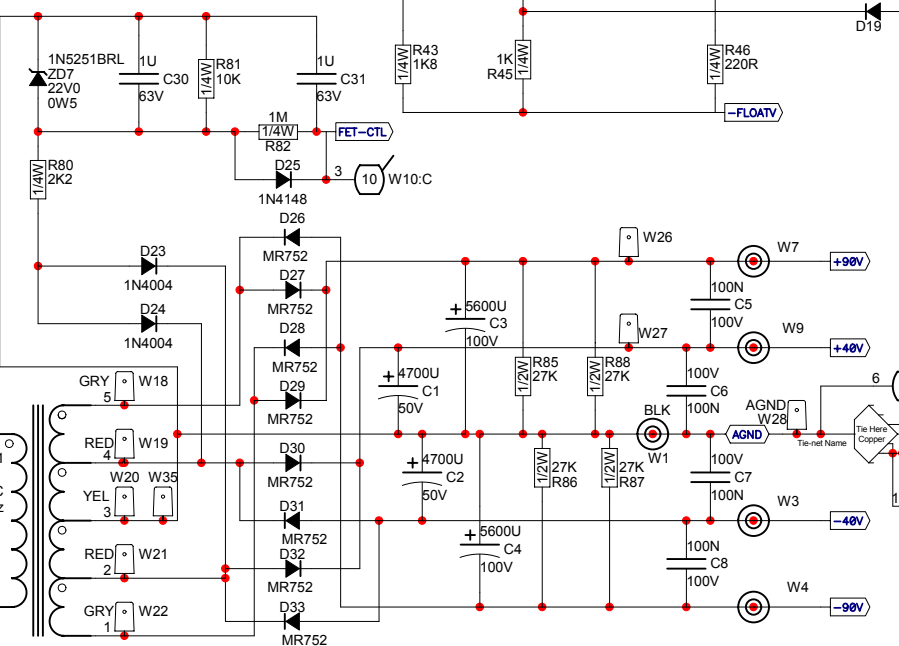 1N5251BRL
ZD7
22V0
0W5
1U
C30
63V
1/4W
R81
10K
1U
C31
63V
1/4W
R43
1K8
1K
R45
1/4W
1/4W
R46
220R
D19
-FLOATV
1M
1/4W
R82
FET-CTL
1/4W
R80
2K2
D25
1N4148
3
10
W10:C
D26
MR752
D23
1N4004
D27
MR752
D24
1N4004
D28
MR752
D29
MR752
W26
W7
+90V
5600U
C3
100V
100N
C5
100V
W27
W9
+40V
4700U
C1
50V
1/2W
R85
27K
1/2W
R88
27K
100V
C6
100N
GRY
W18
5
RED
W19
4
D30
MR752
BLK
W1
AGND
AGND
W28
Tie-net Name
6
Tie Here
Copper
W20
W35
YEL
3
D31
MR752
4700U
C2
50V
1/2W
27K
R86
1/2W
27K
R87
100V
C7
100N
W3
-40V
RED
W21
2
D32
MR752
5600U
C4
100V
100N
C8
100V
GRY
W22
1
D33
MR752
W4
-90V